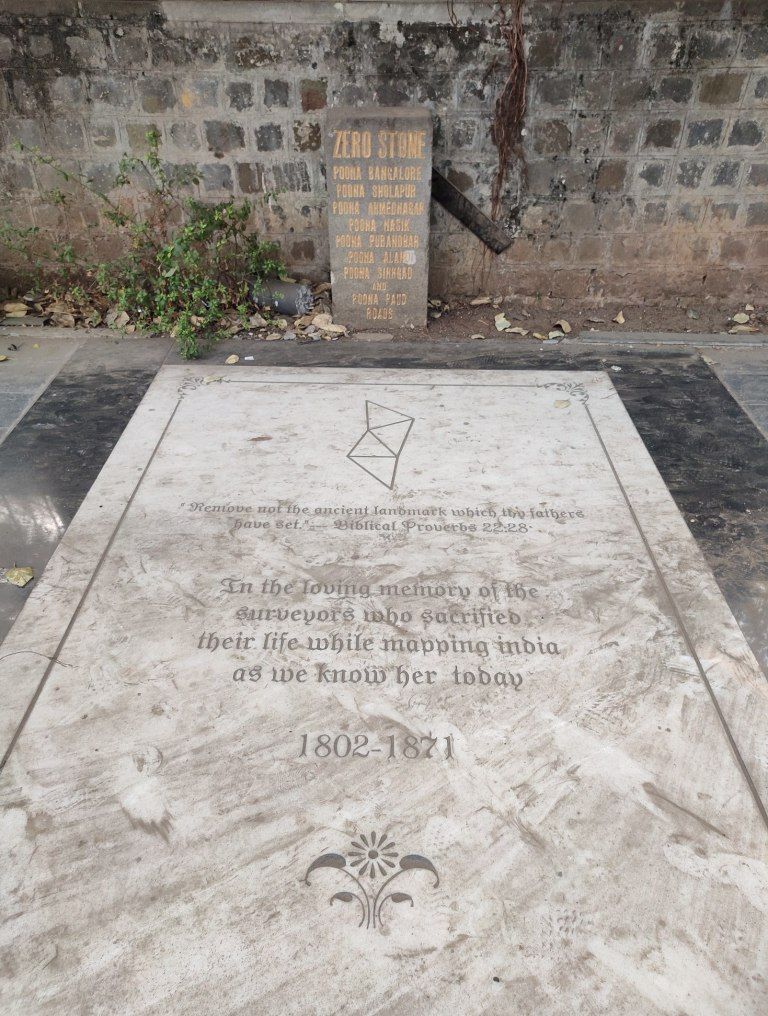 ZERO STONE
POONA BANGALORE
POONA SHOLAPUR
POONA AHMEDNAGAR
POONA NASIK
POONA PURANDHAR
POONA ALANDI
POONA SINHGAD
AND
POONA PAUD
ROADS
"Remove not the ancient landmark which thy fathers
have set."— Biblical Proverbs 22:28
In the loving memory of the
surveyors who sacrified
their life while mapping india
as we know her today
1802-1871